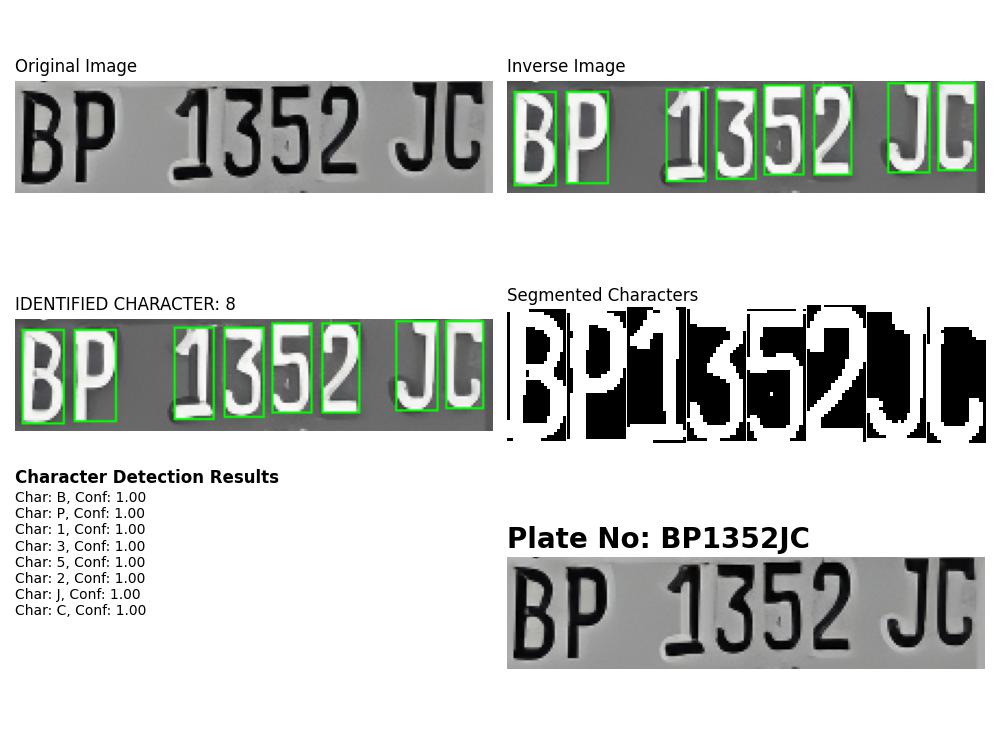 Original Image
BP 1352 JC
Inverse Image
BP 1352 JC
IDENTIFIED CHARACTER: 8
BP 1352 JC
Segmented Characters
BP1352JC
Character Detection Results
Char: B, Conf: 1.00
Char: P, Conf: 1.00
Char: 1, Conf: 1.00
Char: 3, Conf: 1.00
Char: 5, Conf: 1.00
Char: 2, Conf: 1.00
Char: J, Conf: 1.00
Char: C, Conf: 1.00
Plate No: BP1352JC
BP 1352 JC